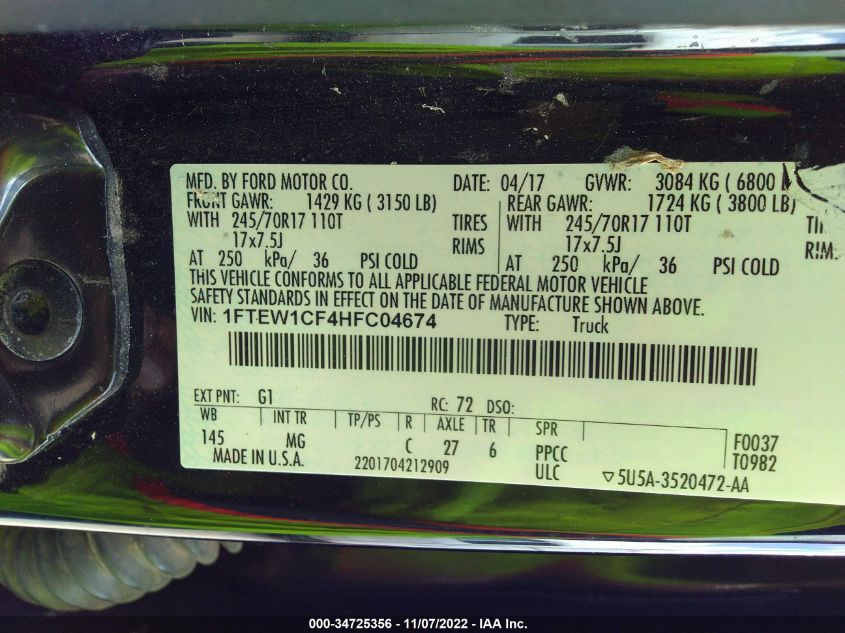 MFD. BY FORD MOTOR CO. DATE: 04/17 GVWR: 3084 KG ( 6800
FRONT GAWR: 1429 KG ( 3150 LB) REAR GAWR: 1724 KG ( 3800 LB)
WITH 245/70R17 110T TIRES WITH 245/70R17 110T
17x7.5J RIMS 17x7.5J RIM
AT 250 kPa/ 36 PSI COLD AT 250 kPa/ 36 PSI COLD
THIS VEHICLE CONFORMS TO ALL APPLICABLE FEDERAL MOTOR VEHICLE
SAFETY STANDARDS IN EFFECT ON THE DATE OF MANUFACTURE SHOWN ABOVE.
VIN: 1FTEW1CF4HFC04674 TYPE: Truck
EXT PNT: G1 RC: 72 DSO:
WB INT TR TP/PS R AXLE TR SPR
145 MG C 27 6 PPCC F0037
MADE IN U.S.A. 2201704212909 ULC T0982
▽5U5A-3520472-AA
000-34725356 - 11/07/2022 - IAA Inc.